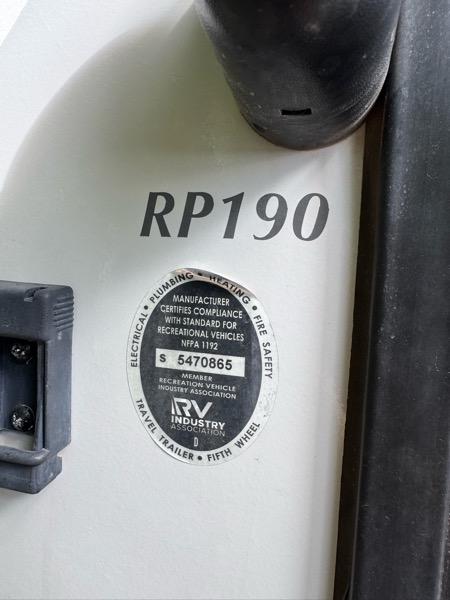 RP190
ELECTRICAL • PLUMBING • HEATING • FIRE SAFETY
MANUFACTURER
CERTIFIES COMPLIANCE
WITH STANDARD FOR
RECREATIONAL VEHICLES
NFPA 1192
S 5470865
MEMBER
RECREATION VEHICLE
INDUSTRY ASSOCIATION
RV
INDUSTRY
ASSOCIATION
D
TRAVEL TRAILER • FIFTH WHEEL